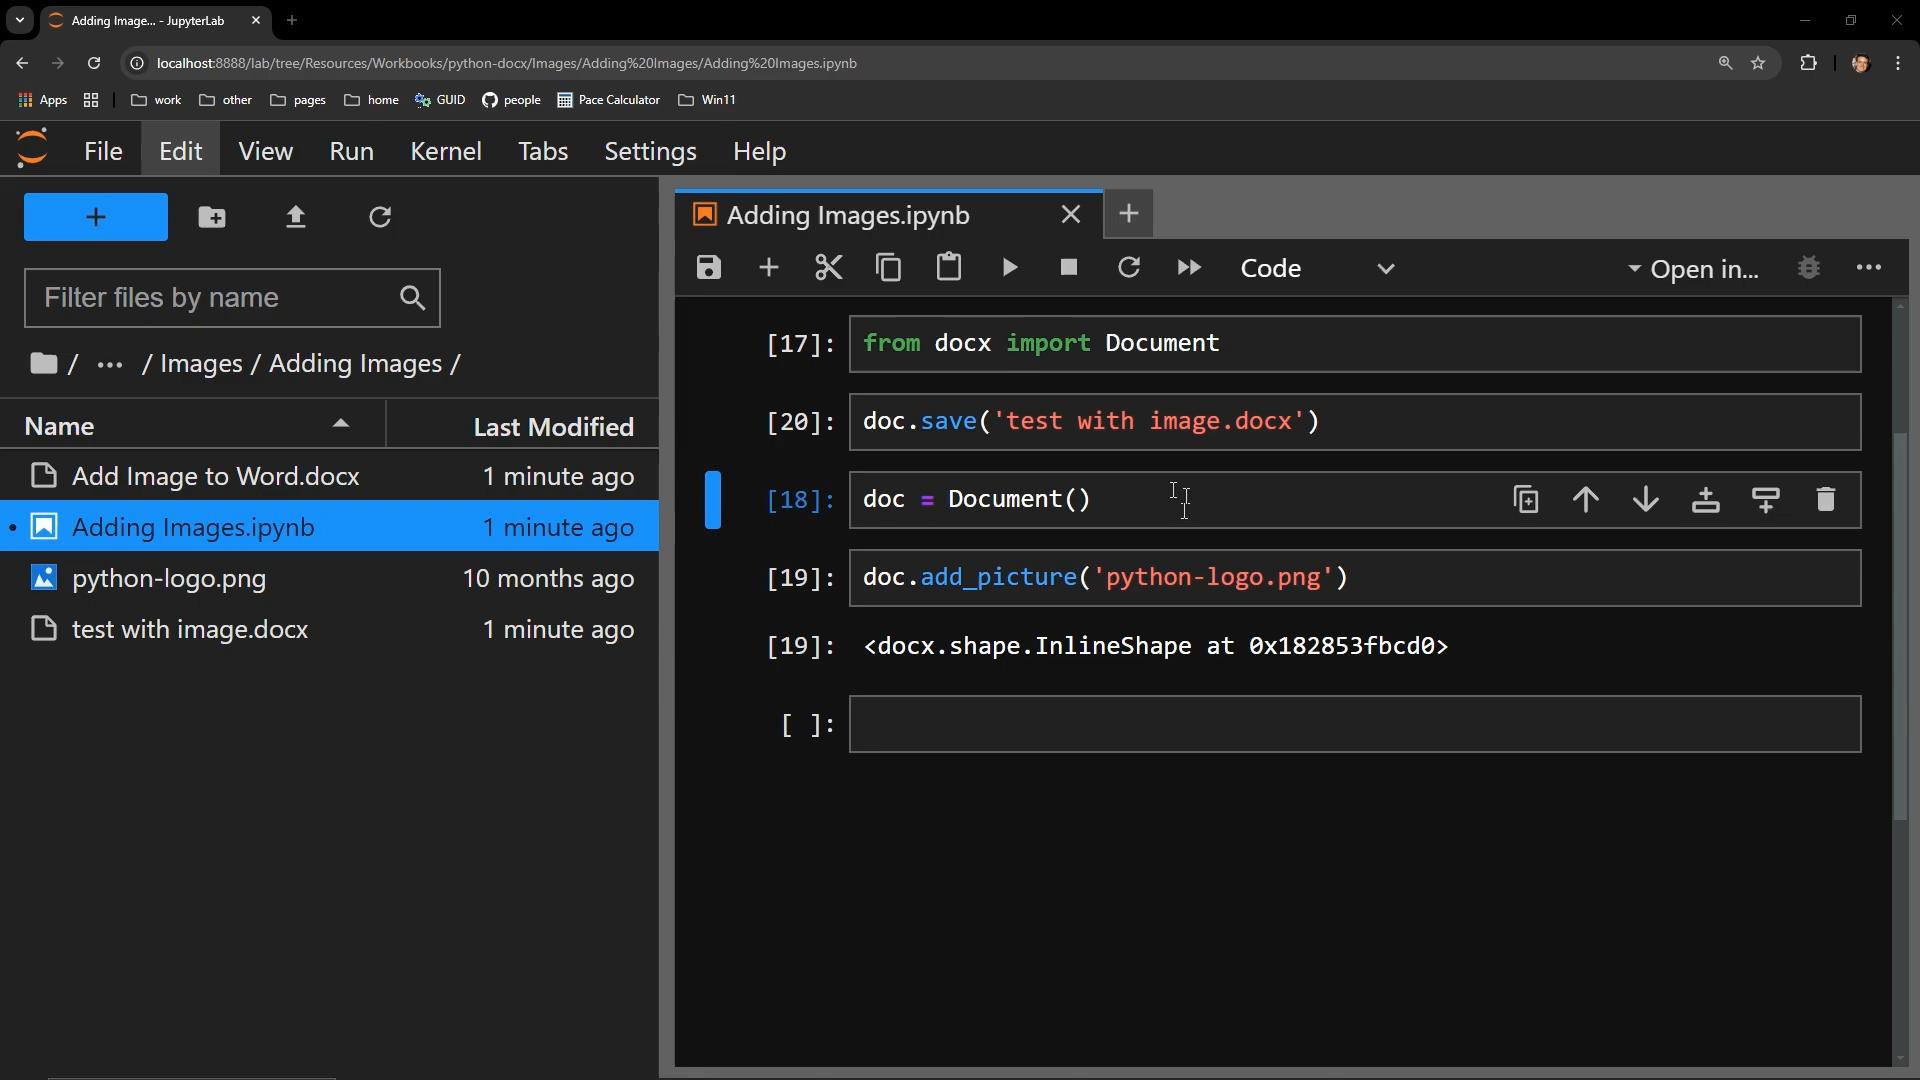 Adding Image... - JupyterLab
localhost:8888/lab/tree/Resources/Workbooks/python-docx/Images/Adding%20Images/Adding%20Images.ipynb
Apps work other pages home GUID people Pace Calculator Win11
File Edit View Run Kernel Tabs Settings Help
Filter files by name
/ ... / Images / Adding Images /
Name Last Modified
Add Image to Word.docx 1 minute ago
Adding Images.ipynb 1 minute ago
python-logo.png 10 months ago
test with image.docx 1 minute ago
Adding Images.ipynb
Code Open in...
[17]: from docx import Document
[20]: doc.save('test with image.docx')
[18]: doc = Document()
[19]: doc.add_picture('python-logo.png')
[19]: <docx.shape.InlineShape at 0x182853fbcd0>
[ ]: